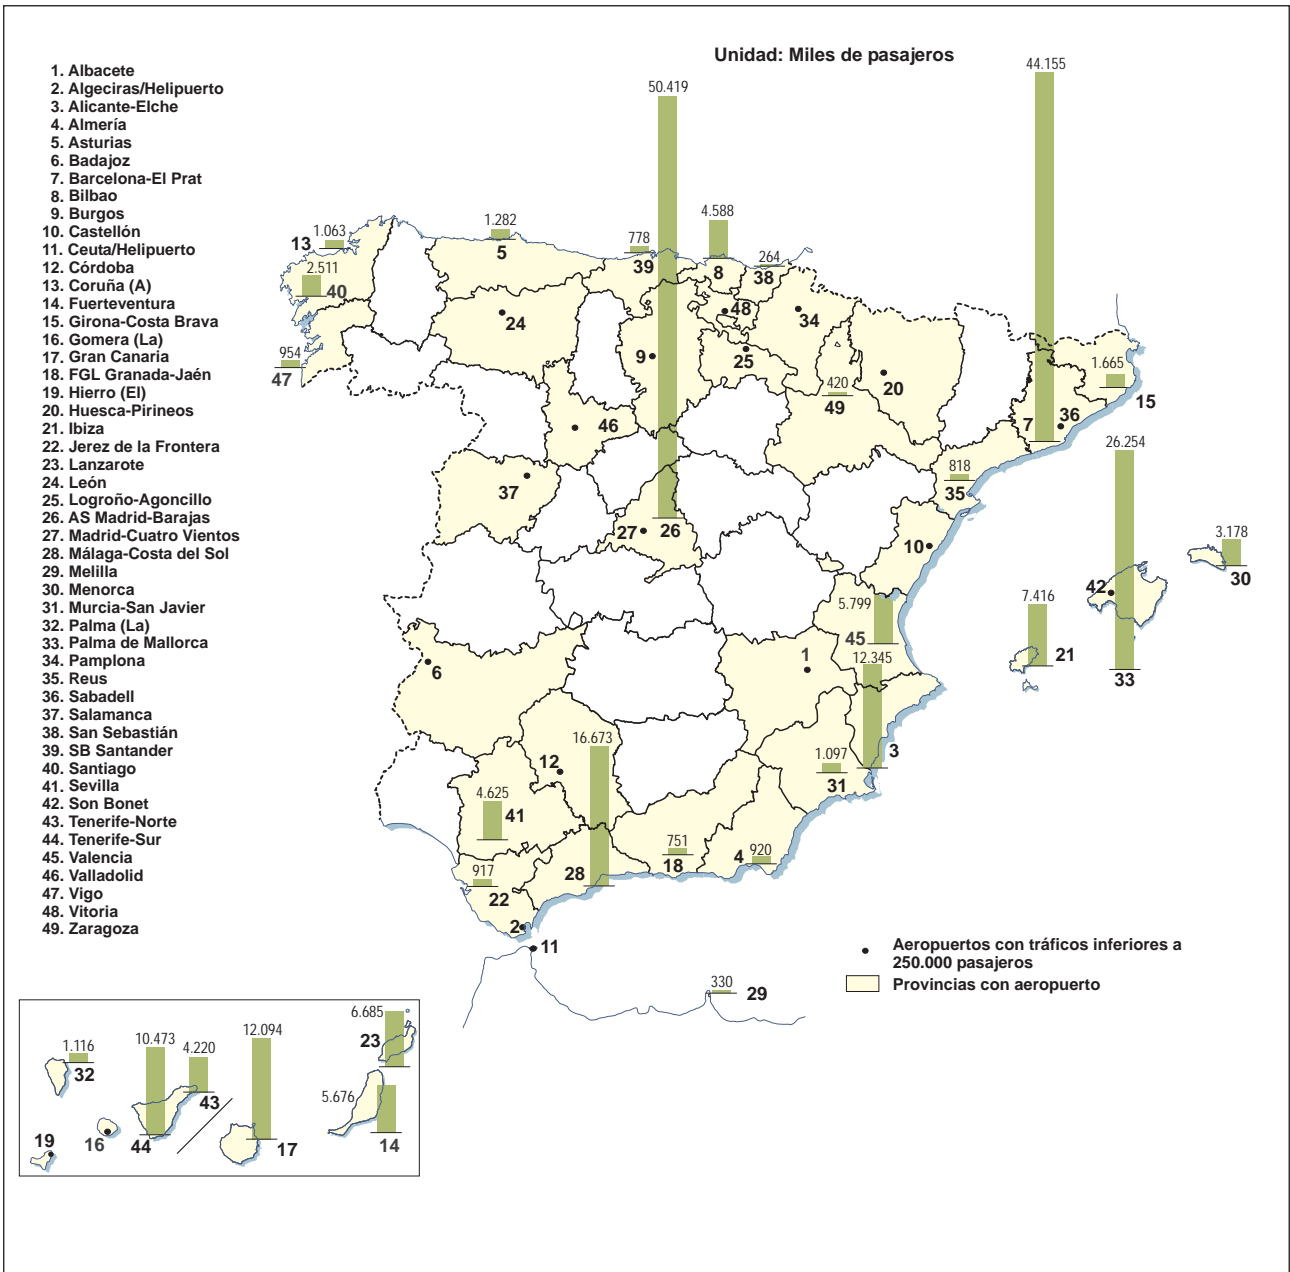 Unidad: Miles de pasajeros
1. Albacete
2. Algeciras/Helipuerto
3. Alicante-Elche
4. Almería
5. Asturias
6. Badajoz
7. Barcelona-El Prat
8. Bilbao
9. Burgos
10. Castellón
11. Ceuta/Helipuerto
12. Córdoba
13. Coruña (A)
14. Fuerteventura
15. Girona-Costa Brava
16. Gomera (La)
17. Gran Canaria
18. FGL Granada-Jaén
19. Hierro (El)
20. Huesca-Pirineos
21. Ibiza
22. Jerez de la Frontera
23. Lanzarote
24. León
25. Logroño-Agoncillo
26. AS Madrid-Barajas
27. Madrid-Cuatro Vientos
28. Málaga-Costa del Sol
29. Melilla
30. Menorca
31. Murcia-San Javier
32. Palma (La)
33. Palma de Mallorca
34. Pamplona
35. Reus
36. Sabadell
37. Salamanca
38. San Sebastián
39. SB Santander
40. Santiago
41. Sevilla
42. Son Bonet
43. Tenerife-Norte
44. Tenerife-Sur
45. Valencia
46. Valladolid
47. Vigo
48. Vitoria
49. Zaragoza
44.155
50.419
4.588
1.282
1.063
13
5
778
39
8
264
38
2.511
40
24
48
34
9
25
954
47
420
49
20
1.665
15
7
36
46
26.254
818
35
37
27
26
10
3.178
30
42
5.799
45
7.416
21
33
1
12.345
6
16.673
3
12
1.097
31
4.625
41
751
18
4
920
917
22
28
2
11
Aeropuertos con tráficos inferiores a
250.000 pasajeros
Provincias con aeropuerto
330
29
6.685
23
1.116
32
10.473
4.220
43
12.094
5.676
19
16
44
17
14